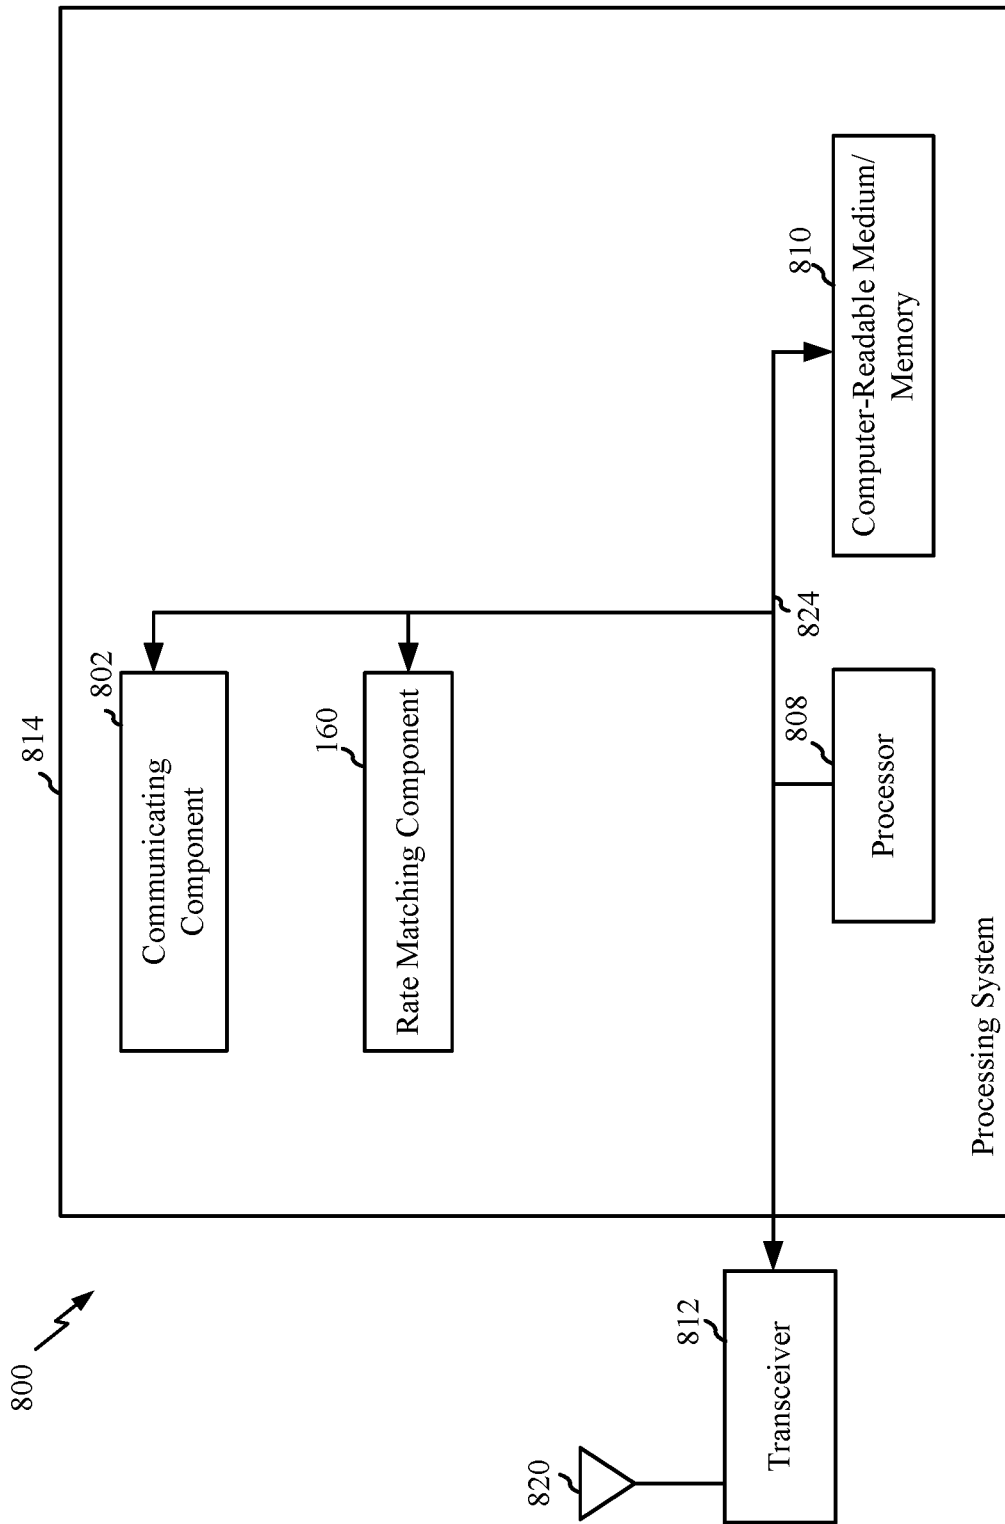 800
814
802
Communicating
Component
160
Rate Matching Component
820
812
Transceiver
824
808
Processor
810
Computer-Readable Medium/
Memory
Processing System